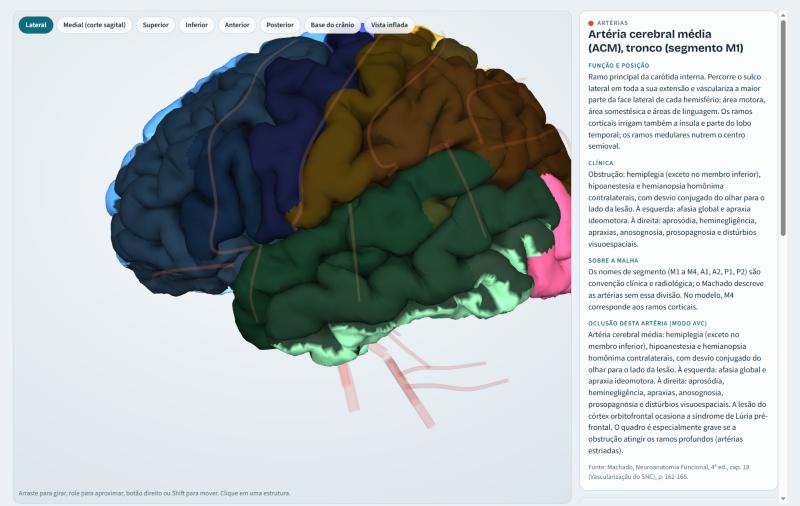 Lateral
Medial (corte sagital)
Superior
Inferior
Anterior
Posterior
Base do crânio
Vista inflada
ARTÉRIAS
Artéria cerebral média
(ACM), tronco (segmento M1)
FUNÇÃO E POSIÇÃO
Ramo principal da carótida interna. Percorre o sulco
lateral em toda a sua extensão e vasculariza a maior
parte da face lateral de cada hemisfério: área motora,
área somestésica e áreas de linguagem. Os ramos
corticais irrigam também a ínsula e parte do lobo
temporal; os ramos medulares nutrem o centro
semioval.
CLÍNICA
Obstrução: hemiplegia (exceto no membro inferior),
hipoanestesia e hemianopsia homônima
contralaterais, com desvio conjugado do olhar para o
lado da lesão. À esquerda: afasia global e apraxia
ideomotora. À direita: aprosódia, heminegligência,
apraxias, anosognosia, prosopagnosia e distúrbios
visuoespaciais.
SOBRE A MALHA
Os nomes de segmento (M1 a M4, A1, A2, P1, P2) são
convenção clínica e radiológica; o Machado descreve
as artérias sem essa divisão. No modelo, M4
corresponde aos ramos corticais.
OCLUSÃO DESTA ARTÉRIA (MODO AVC)
Artéria cerebral média: hemiplegia (exceto no
membro inferior), hipoanestesia e hemianopsia
homônima contralaterais, com desvio conjugado do
olhar para o lado da lesão. À esquerda: afasia global e
apraxia ideomotora. À direita: aprosódia,
heminegligência, apraxias, anosognosia,
prosopagnosia e distúrbios visuoespaciais. A lesão do
córtex orbitofrontal ocasiona a síndrome de Lúria pré-
frontal. O quadro é especialmente grave se a
obstrução atingir os ramos profundos (artérias
estriadas).
Fonte: Machado, Neuroanatomia Funcional, 4ª ed., cap. 18
(Vascularização do SNC), p. 162-166.
Arraste para girar, role para aproximar, botão direito ou Shift para mover. Clique em uma estrutura.